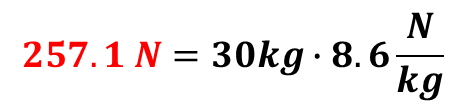 257.1 N = 30kg · 8.6 N/kg